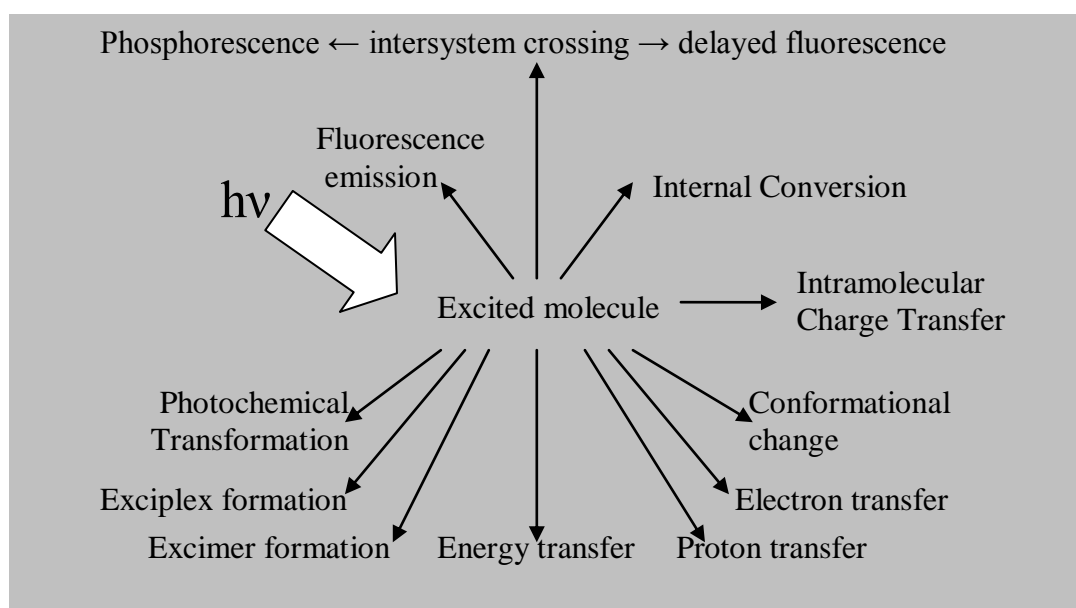 Phosphorescence ← intersystem crossing → delayed fluorescence
Fluorescence
emission
hν
Internal Conversion
Excited molecule
Intramolecular
Charge Transfer
Photochemical
Transformation
Conformational
change
Exciplex formation
Electron transfer
Excimer formation
Energy transfer
Proton transfer